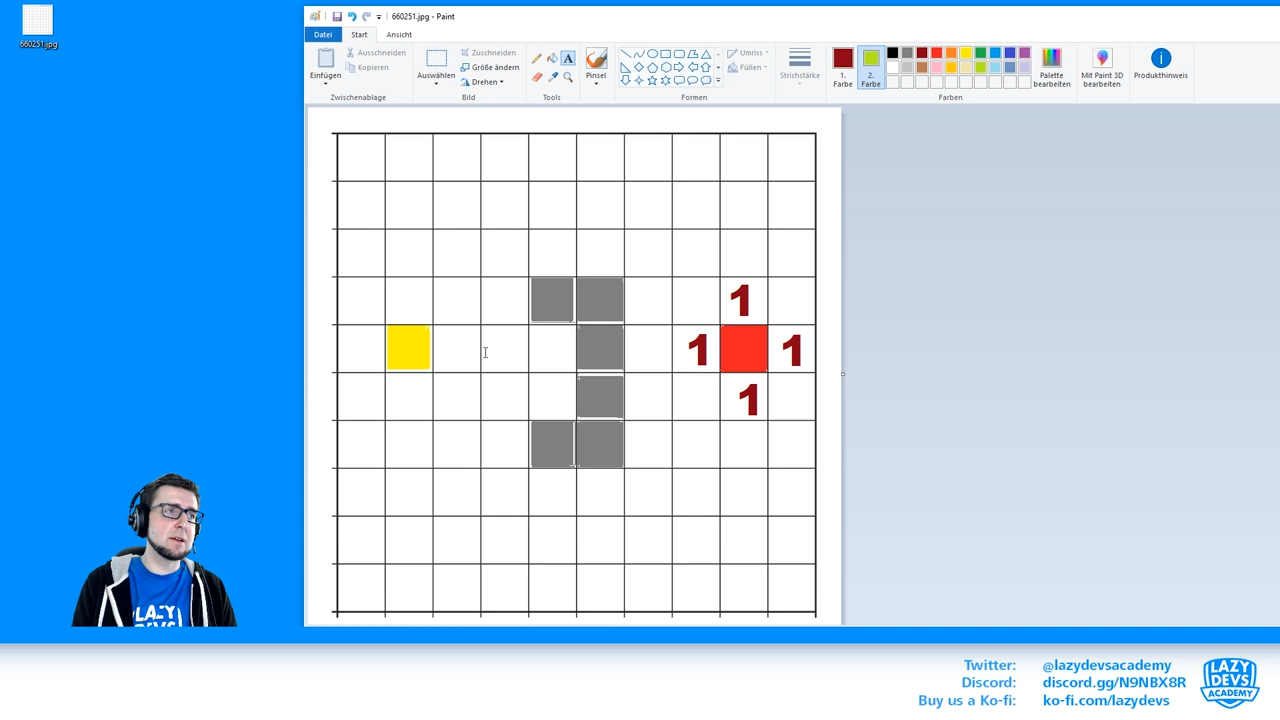 660251.jpg
660251.jpg - Paint
Datei Start Ansicht
Einfügen
Ausschneiden
Kopieren
Zwischenablage
Auswählen
Zuschneiden
Größe ändern
Drehen
Bild
A
Tools
Pinsel
Umriss
Füllen
Formen
Strichstärke
1.
Farbe
2.
Farbe
Palette
bearbeiten
Farben
Mit Paint 3D
bearbeiten
Produkthinweis
1
1 1
1
LAZY
DEVS
Twitter: @lazydevsacademy
Discord: discord.gg/N9NBX8R
Buy us a Ko-fi: ko-fi.com/lazydevs
LAZY
DEVS
ACADEMY